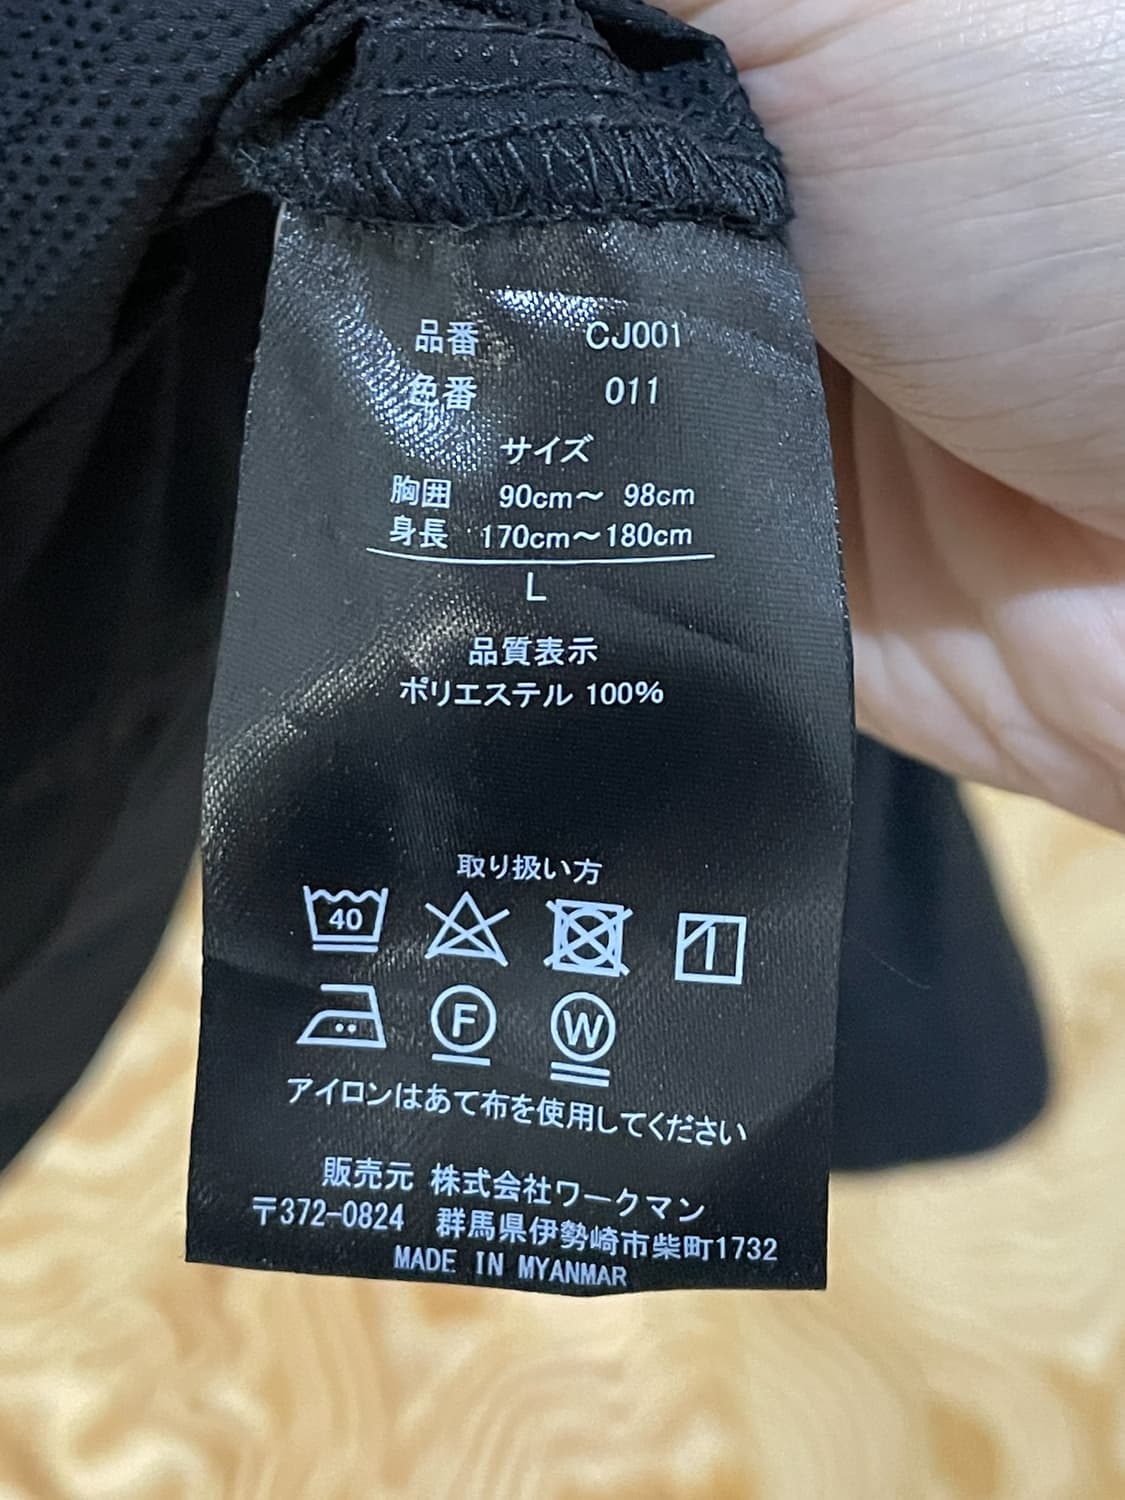 品番 CJ001
色番 011
サイズ
胸囲 90cm～ 98cm
身長 170cm～180cm
L
品質表示
ポリエステル 100%
取り扱い方
40
F W
アイロンはあて布を使用してください
販売元 株式会社ワークマン
〒372-0824 群馬県伊勢崎市柴町1732
MADE IN MYANMAR